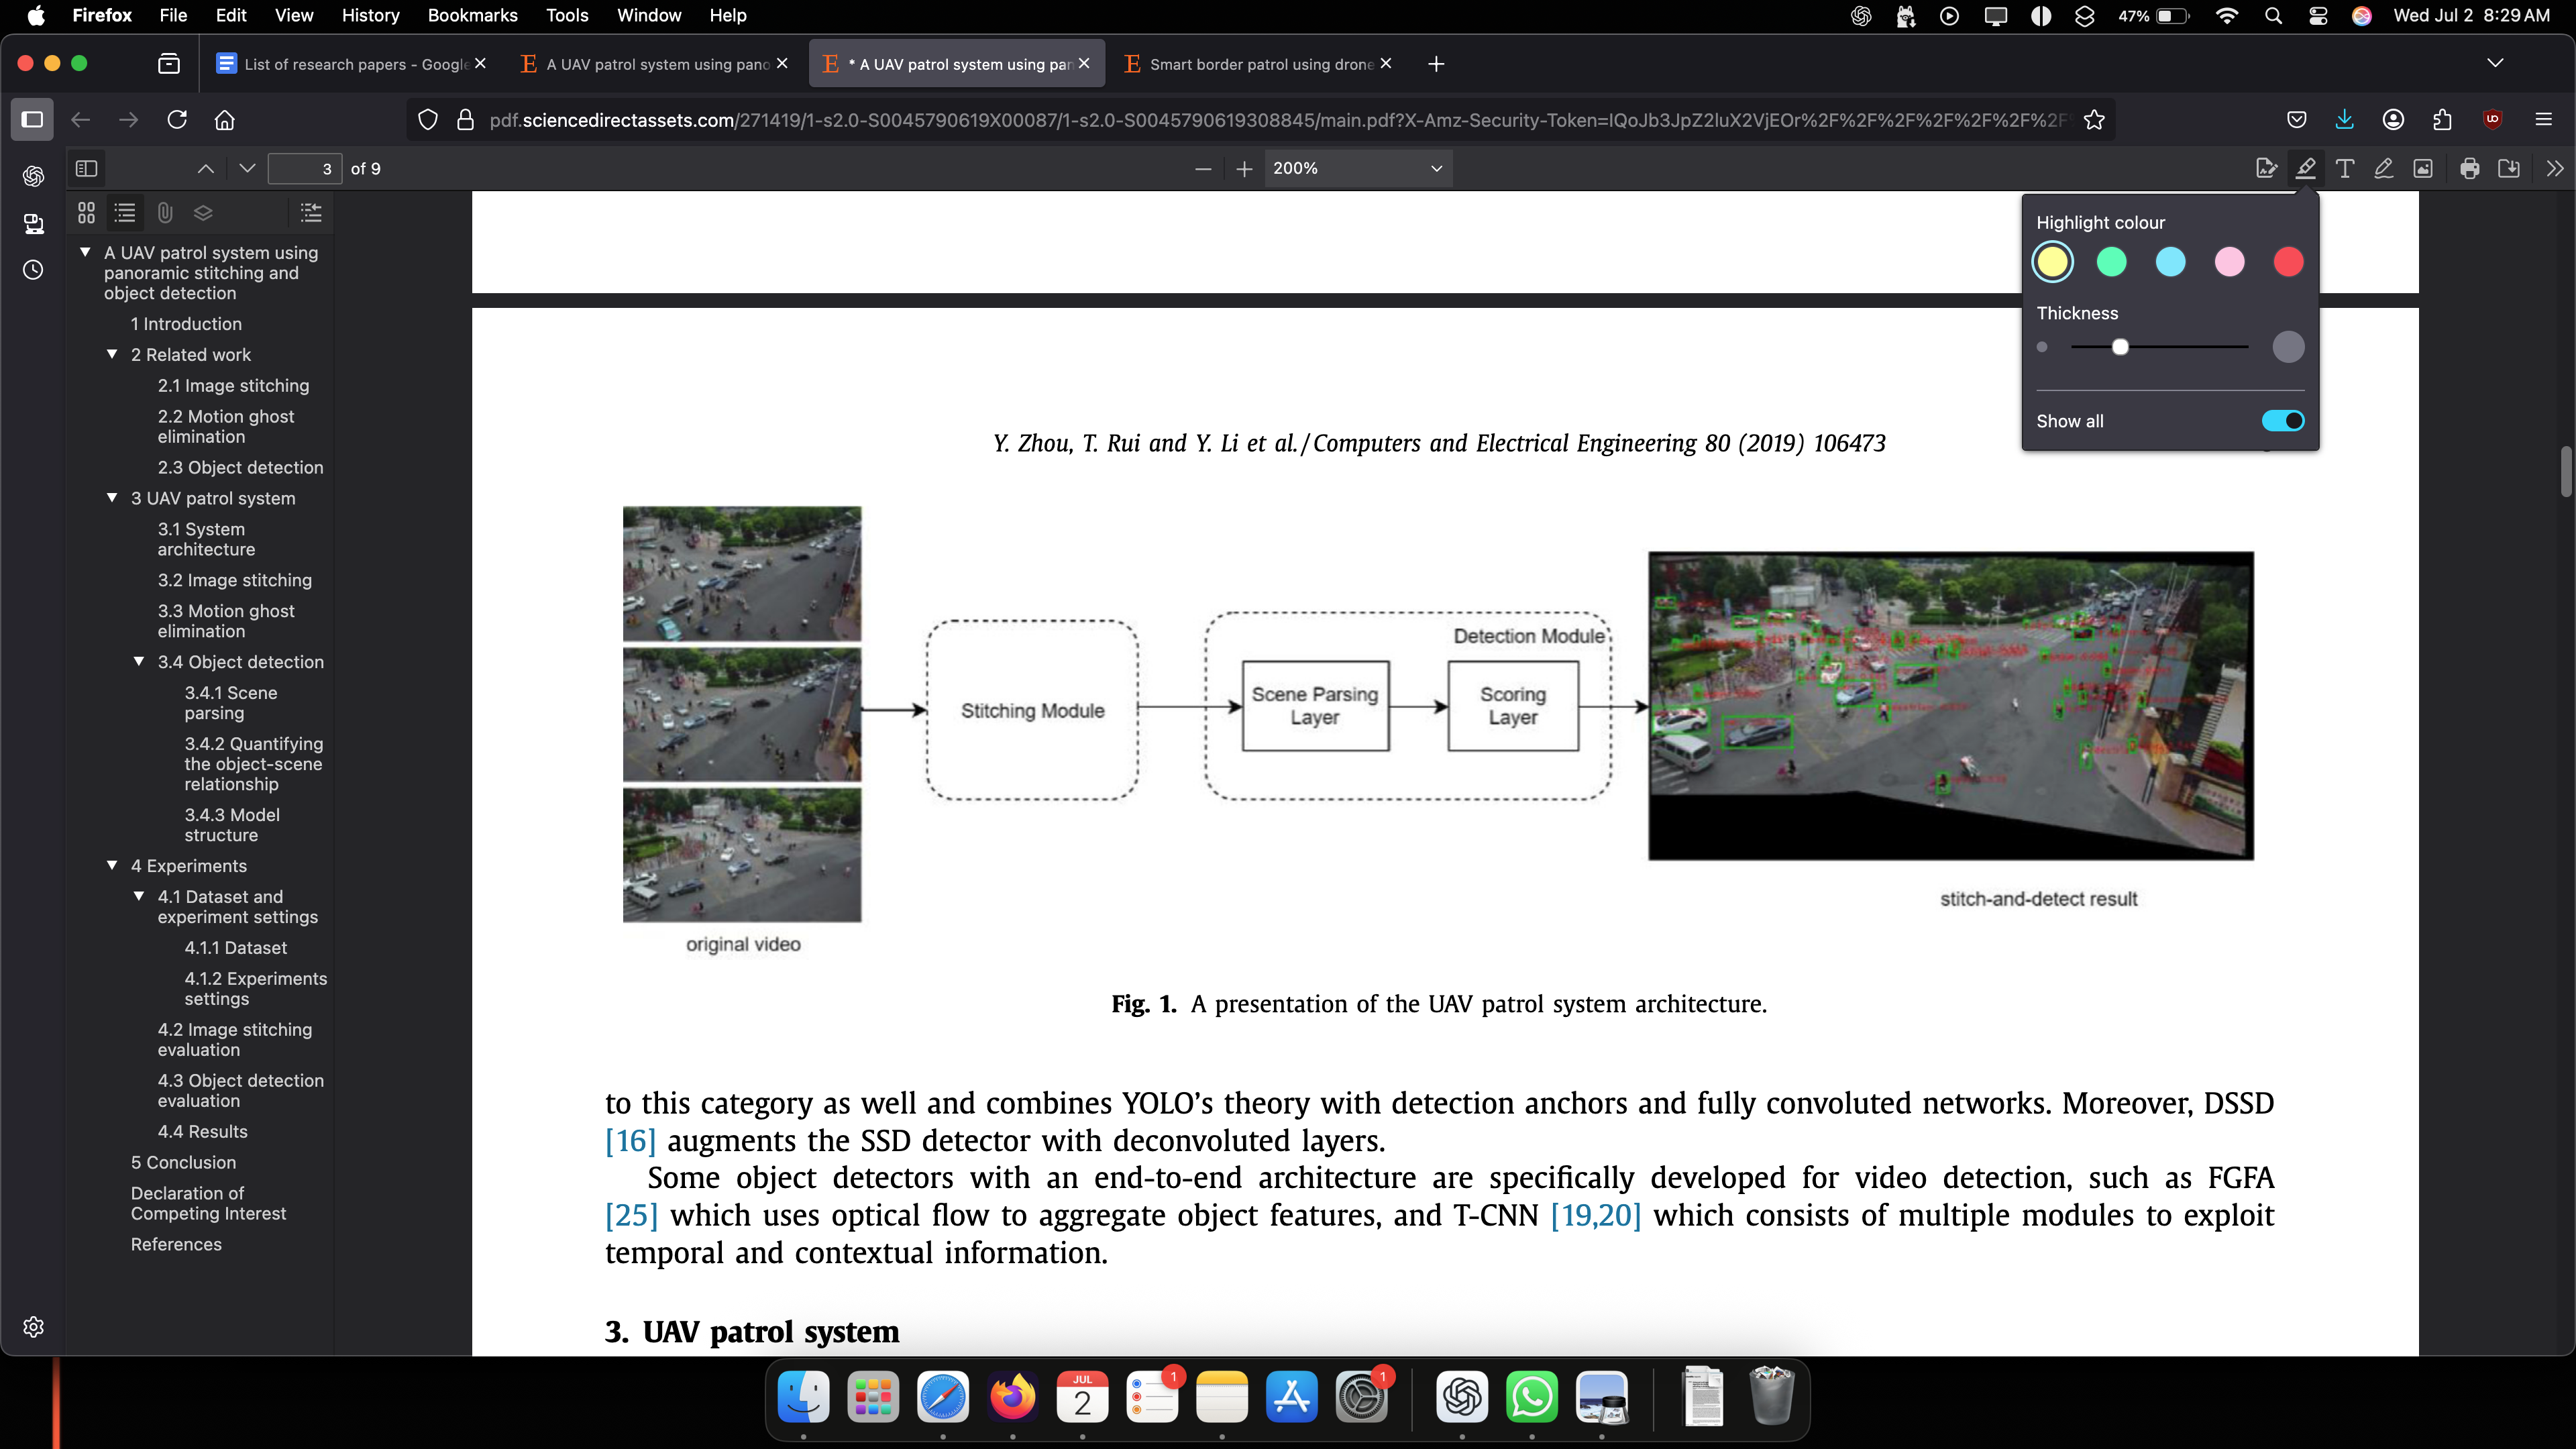 Firefox File Edit View History Bookmarks Tools Window Help
47% Wed Jul 2 8:29 AM
List of research papers - Google
A UAV patrol system using pano
* A UAV patrol system using pan
Smart border patrol using drone
pdf.sciencedirectassets.com/271419/1-s2.0-S0045790619X00087/1-s2.0-S0045790619308845/main.pdf?X-Amz-Security-Token=IQoJb3JpZ2luX2VjEOr%2F%2F%2F%2F%2F%2F%2F
3 of 9
200%
A UAV patrol system using
panoramic stitching and
object detection
1 Introduction
2 Related work
2.1 Image stitching
2.2 Motion ghost
elimination
2.3 Object detection
3 UAV patrol system
3.1 System
architecture
3.2 Image stitching
3.3 Motion ghost
elimination
3.4 Object detection
3.4.1 Scene
parsing
3.4.2 Quantifying
the object-scene
relationship
3.4.3 Model
structure
4 Experiments
4.1 Dataset and
experiment settings
4.1.1 Dataset
4.1.2 Experiments
settings
4.2 Image stitching
evaluation
4.3 Object detection
evaluation
4.4 Results
5 Conclusion
Declaration of
Competing Interest
References
Highlight colour
Thickness
Show all
Y. Zhou, T. Rui and Y. Li et al. / Computers and Electrical Engineering 80 (2019) 106473
Stitching Module
Detection Module
Scene Parsing
Layer
Scoring
Layer
original video
stitch-and-detect result
Fig. 1. A presentation of the UAV patrol system architecture.
to this category as well and combines YOLO's theory with detection anchors and fully convoluted networks. Moreover, DSSD
[16] augments the SSD detector with deconvoluted layers.
Some object detectors with an end-to-end architecture are specifically developed for video detection, such as FGFA
[25] which uses optical flow to aggregate object features, and T-CNN [19,20] which consists of multiple modules to exploit
temporal and contextual information.
3. UAV patrol system
JUL
2
1
1